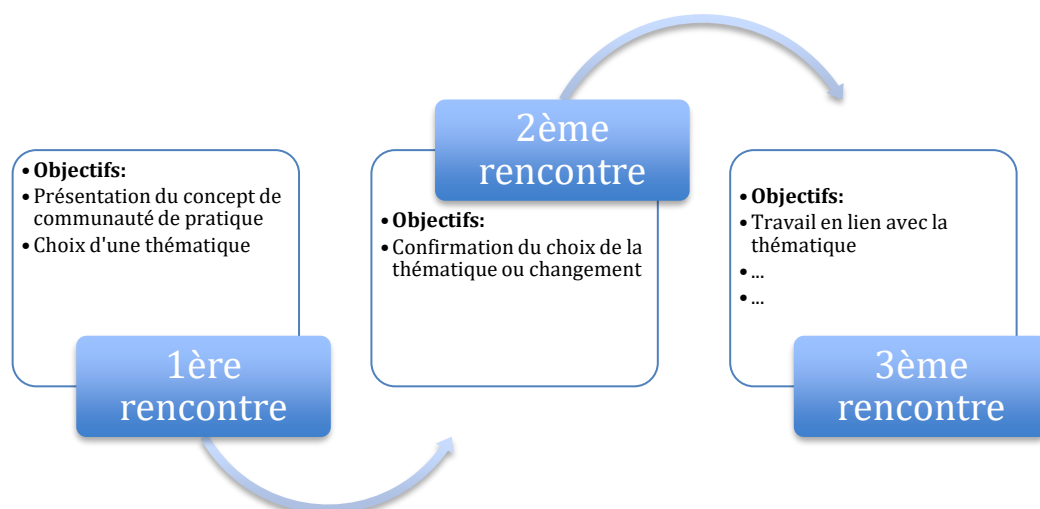 • Objectifs:
• Présentation du concept de
communauté de pratique
• Choix d'une thématique
1ère
rencontre
2ème
rencontre
• Objectifs:
• Confirmation du choix de la
thématique ou changement
• Objectifs:
• Travail en lien avec la
thématique
• ...
• ...
3ème
rencontre